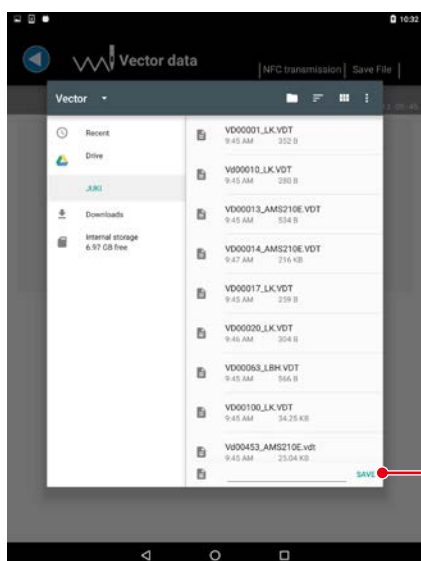 10:32
Vector data
NFC transmission
Save File
Vector
Recent
Drive
JUKI
Downloads
Internal storage
6.97 GB free
VD00001_LK.VDT
9:45 AM 352 B
Vd00010_LK.VDT
9:45 AM 280 B
VD00013_AMS210E.VDT
9:45 AM 534 B
VD00014_AMS210E.VDT
9:47 AM 216 KB
VD00017_LK.VDT
9:45 AM 259 B
VD00020_LK.VDT
9:46 AM 304 B
VD00063_LBH.VDT
9:45 AM 566 B
VD00100_LK.VDT
9:45 AM 34.25 KB
Vd00453_AMS210E.vdt
9:45 AM 25.04 KB
SAVE